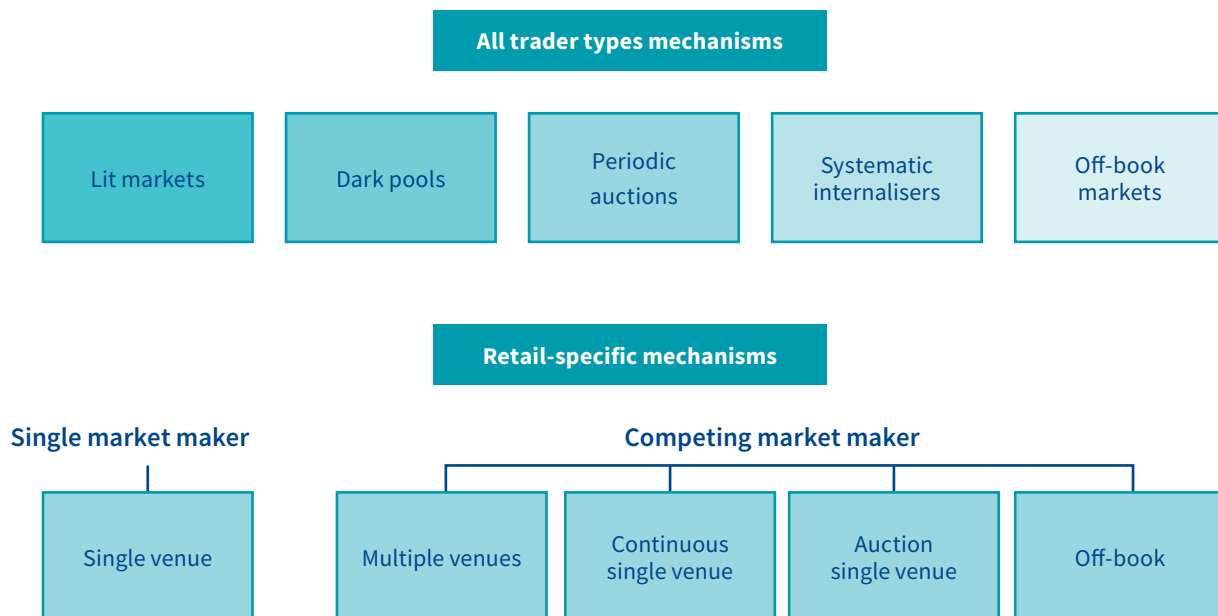 All trader types mechanisms
Lit markets
Dark pools
Periodic
auctions
Systematic
internalisers
Off-book
markets
Retail-specific mechanisms
Single market maker
Competing market maker
Single venue
Multiple venues
Continuous
single venue
Auction
single venue
Off-book